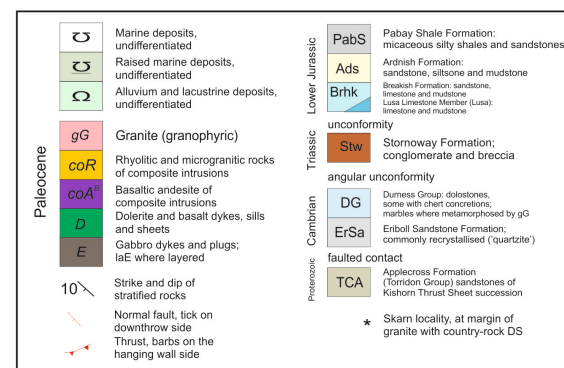 Marine deposits,
undifferentiated
Raised marine deposits,
undifferentiated
Ω Alluvium and lacustrine deposits,
undifferentiated
Paleocene
gG Granite (granophyric)
coR Rhyolitic and microgranitic rocks
of composite intrusions
coAᴮ Basaltic andesite of
composite intrusions
D Dolerite and basalt dykes, sills
and sheets
E Gabbro dykes and plugs;
laE where layered
10 Strike and dip of
stratified rocks
Normal fault, tick on
downthrow side
Thrust, barbs on the
hanging wall side
Lower Jurassic
PabS Pabay Shale Formation:
micaceous silty shales and sandstones
Ads Ardnish Formation:
sandstone, siltsone and mudstone
Brhk Breakish Formation: sandstone,
limestone and mudstone
Lusa Limestone Member (Lusa):
limestone and mudstone
unconformity
Triassic
Stw Stornoway Formation;
conglomerate and breccia
angular unconformity
Cambrian
DG Durness Group: dolostones,
some with chert concretions;
marbles where metamorphosed by gG
ErSa Eriboll Sandstone Formation;
commonly recrystallised ('quartzite')
faulted contact
Proterozoic
TCA Applecross Formation
(Torridon Group) sandstones of
Kishorn Thrust Sheet succession
* Skarn locality, at margin of
granite with country-rock DS